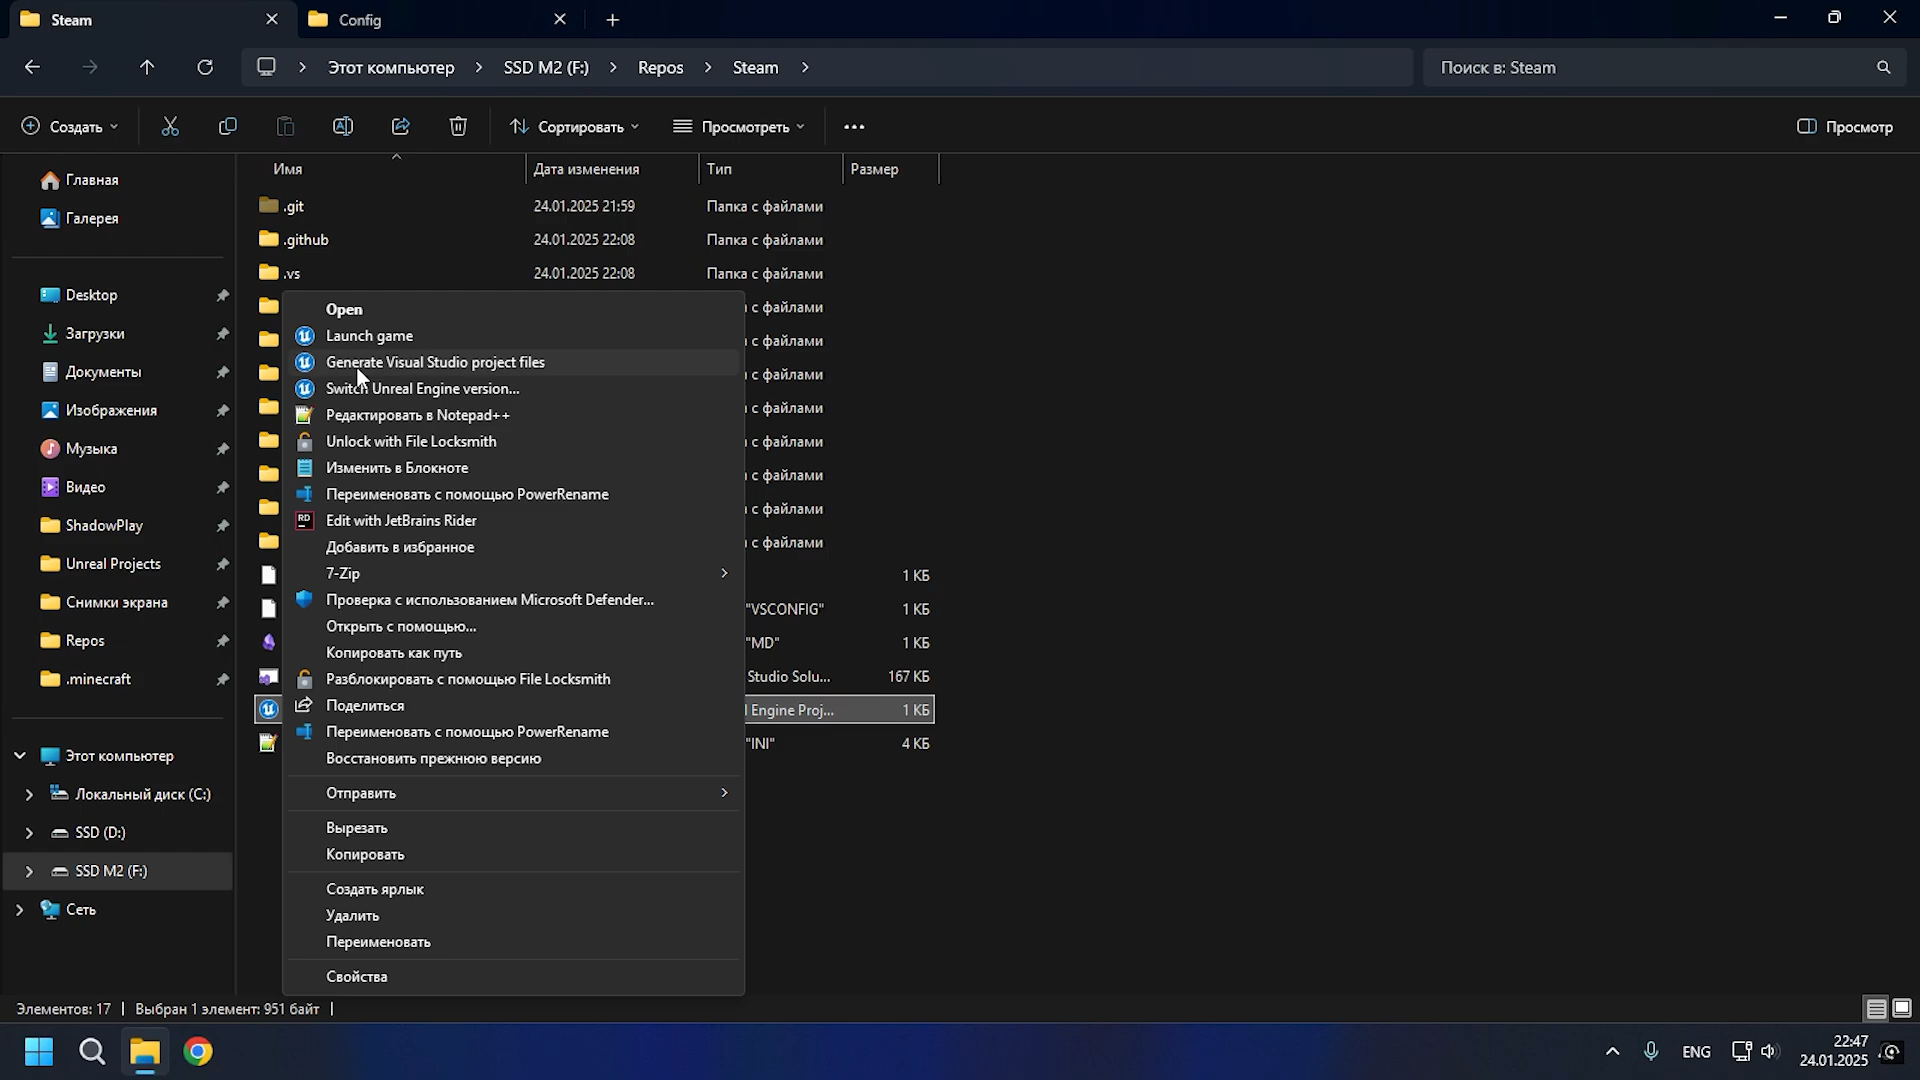 Steam
Config
Этот компьютер
SSD M2 (F:)
Repos
Steam
Поиск в: Steam
Создать
Сортировать
Просмотреть
Просмотр
Имя
Дата изменения
Тип
Размер
.git
24.01.2025 21:59
Папка с файлами
.github
24.01.2025 22:08
Папка с файлами
.vs
24.01.2025 22:08
Папка с файлами
с файлами
с файлами
с файлами
с файлами
с файлами
с файлами
с файлами
с файлами
1 КБ
"VSCONFIG"
1 КБ
"MD"
1 КБ
Studio Solu...
167 КБ
Engine Proj...
1 КБ
"INI"
4 КБ
Главная
Галерея
Desktop
Загрузки
Документы
Изображения
Музыка
Видео
ShadowPlay
Unreal Projects
Снимки экрана
Repos
.minecraft
Этот компьютер
Локальный диск (C:)
SSD (D:)
SSD M2 (F:)
Сеть
Open
Launch game
Generate Visual Studio project files
Switch Unreal Engine version...
Редактировать в Notepad++
Unlock with File Locksmith
Изменить в Блокноте
Переименовать с помощью PowerRename
RD
Edit with JetBrains Rider
Добавить в избранное
7-Zip
Проверка с использованием Microsoft Defender...
Открыть с помощью...
Копировать как путь
Разблокировать с помощью File Locksmith
Поделиться
Переименовать с помощью PowerRename
Восстановить прежнюю версию
Отправить
Вырезать
Копировать
Создать ярлык
Удалить
Переименовать
Свойства
Элементов: 17
Выбран 1 элемент: 951 байт
ENG
22:47
24.01.2025